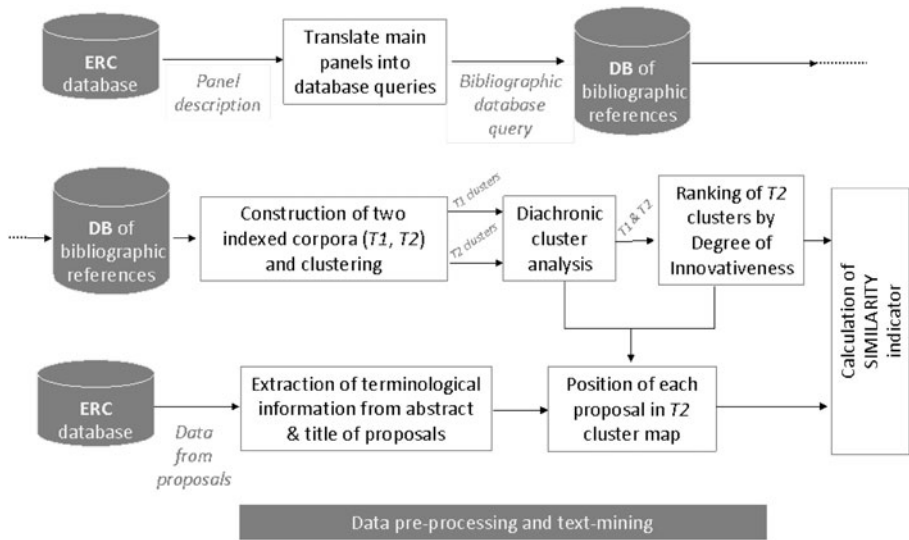 ERC
database
Panel
description
Translate main
panels into
database queries
Bibliographic
database
query
DB of
bibliographic
references
DB of
bibliographic
references
Construction of two
indexed corpora (T1, T2)
and clustering
T1 clusters
T2 clusters
Diachronic
cluster
analysis
T1 & T2
Ranking of T2
clusters by
Degree of
Innovativeness
Calculation of
SIMILARITY
indicator
ERC
database
Data
from
proposals
Extraction of terminological
information from abstract
& title of proposals
Position of each
proposal in T2
cluster map
Data pre-processing and text-mining